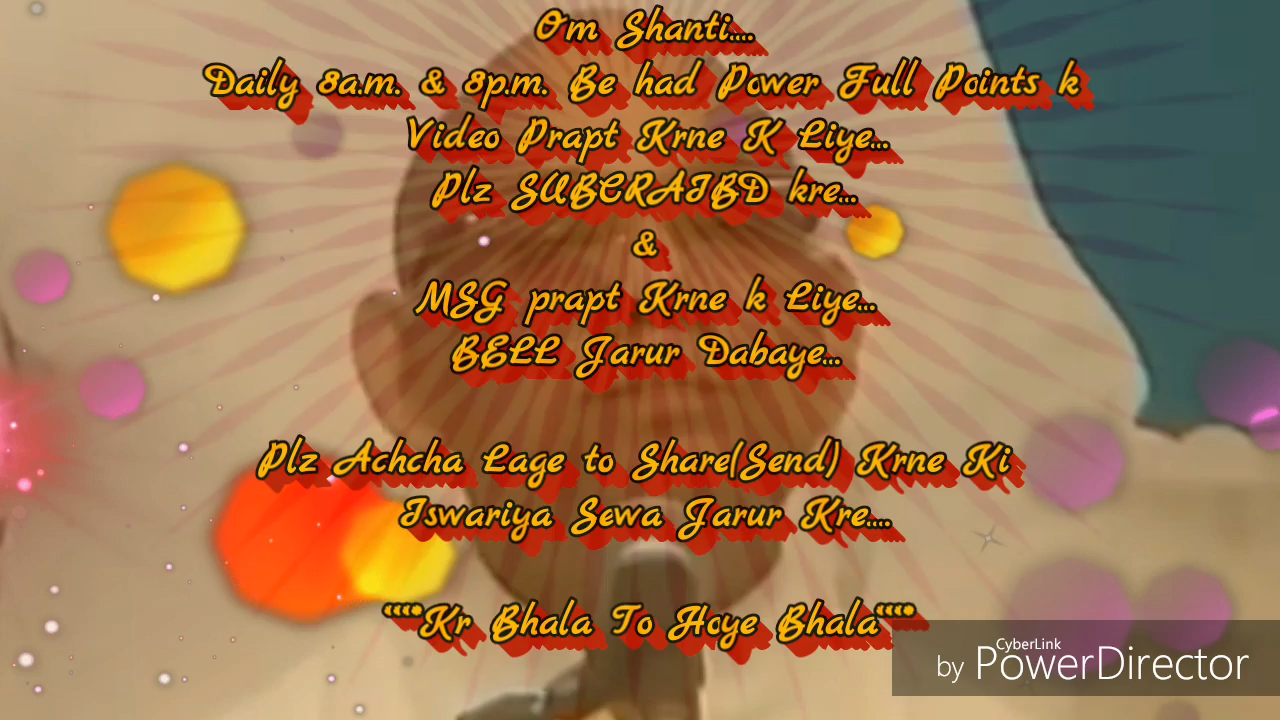 Om Shanti....
Daily 8a.m. & 8p.m. Be had Power Full Points k
Video Prapt Krne K Liye...
Plz SUBCRAIBD kre...
&
MSG prapt Krne k Liye...
BELL Jarur Dabaye...
Plz Achcha Lage to Share(Send) Krne Ki
Iswariya Sewa Jarur Kre....
““*Kr Bhala To Hoye Bhala““*
by CyberLink PowerDirector